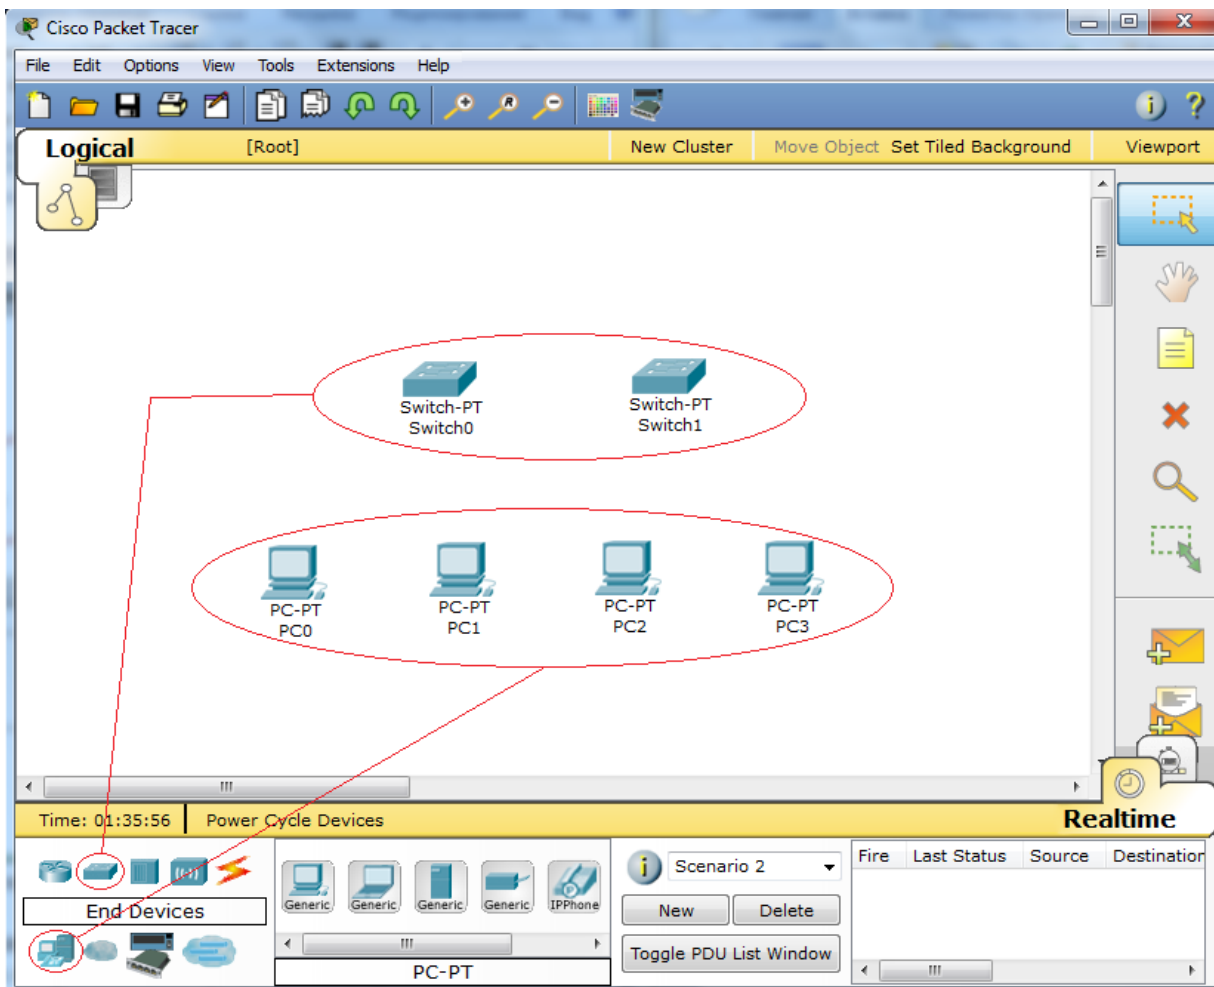 Cisco Packet Tracer
File Edit Options View Tools Extensions Help
Logical [Root] New Cluster Move Object Set Tiled Background Viewport
Switch-PT
Switch0
Switch-PT
Switch1
PC-PT
PC0
PC-PT
PC1
PC-PT
PC2
PC-PT
PC3
Time: 01:35:56 Power Cycle Devices Realtime
End Devices
Generic Generic Generic Generic IPPhone
PC-PT
Scenario 2
New Delete
Toggle PDU List Window
Fire Last Status Source Destination